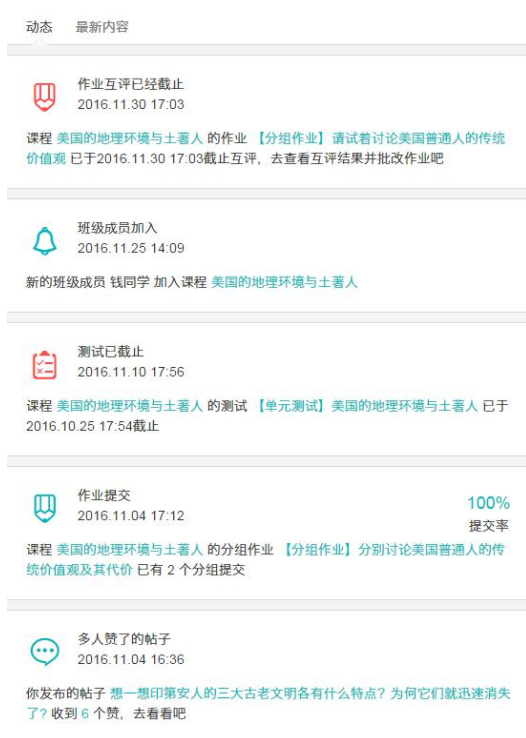 动态 最新内容
作业互评已经截止
2016.11.30 17:03
课程 美国的地理环境与土著人 的作业 【分组作业】请试着讨论美国普通人的传统
价值观 已于2016.11.30 17:03截止互评，去查看互评结果并批改作业吧
班级成员加入
2016.11.25 14:09
新的班级成员 钱同学 加入课程 美国的地理环境与土著人
测试已截止
2016.11.10 17:56
课程 美国的地理环境与土著人 的测试 【单元测试】美国的地理环境与土著人 已于
2016.10.25 17:54截止
作业提交
2016.11.04 17:12
100%
提交率
课程 美国的地理环境与土著人 的分组作业 【分组作业】分别讨论美国普通人的传
统价值观及其代价 已有 2 个分组提交
多人赞了的帖子
2016.11.04 16:36
你发布的帖子 想一想印第安人的三大古老文明各有什么特点？为何它们就迅速消失
了? 收到 6 个赞，去看看吧